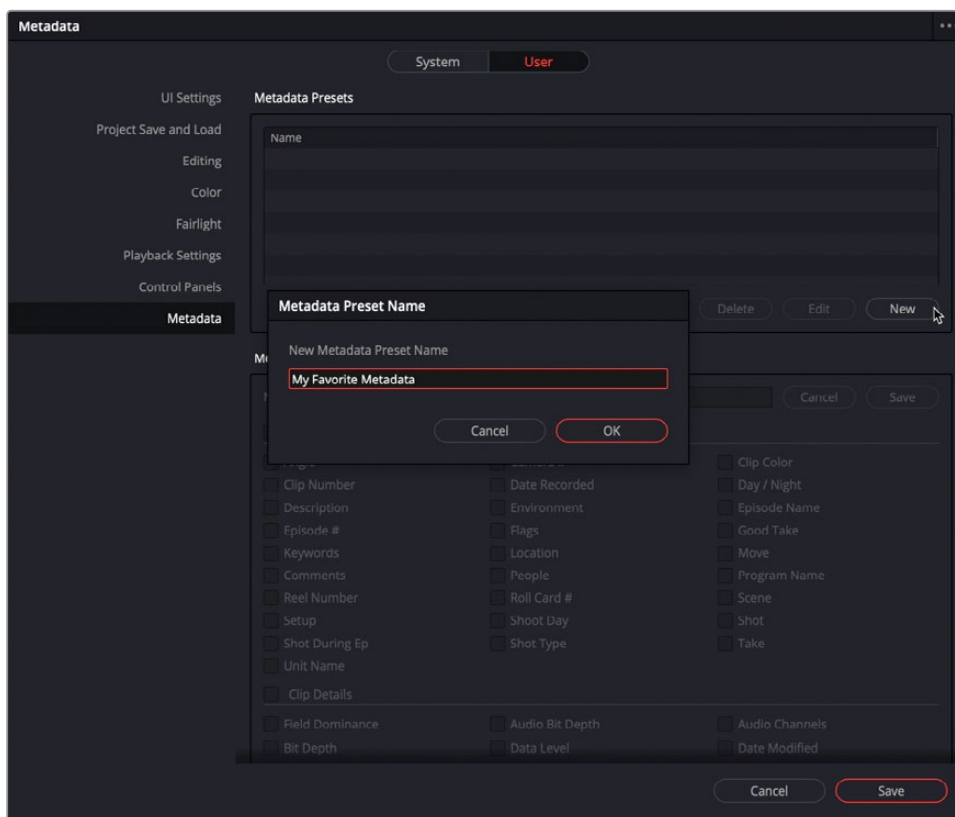 Metadata
System User
UI Settings
Project Save and Load
Editing
Color
Fairlight
Playback Settings
Control Panels
Metadata
Metadata Presets
Name
Delete Edit New
Metadata Preset Name
New Metadata Preset Name
My Favorite Metadata
Cancel OK
Cancel Save
Clip Color
Clip Number Date Recorded Day / Night
Description Environment Episode Name
Episode # Flags Good Take
Keywords Location Move
Comments People Program Name
Reel Number Roll Card # Scene
Setup Shoot Day Shot
Shot During Ep Shot Type Take
Unit Name
Clip Details
Field Dominance Audio Bit Depth Audio Channels
Bit Depth Data Level Date Modified
Cancel Save